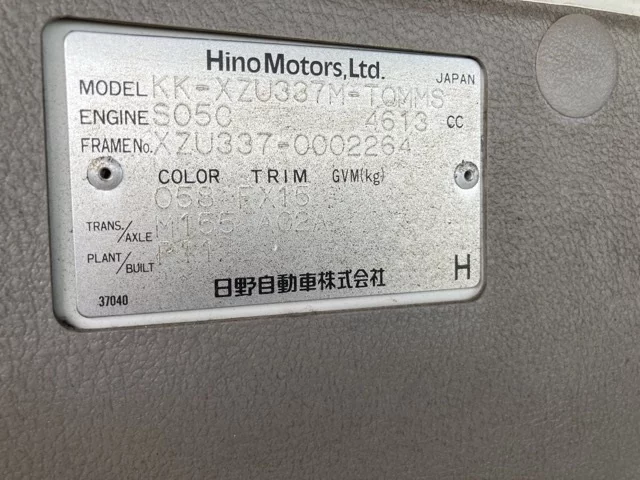 Hino Motors, Ltd.
JAPAN
MODEL KK-XZU337M-TQMMS
ENGINE S05C 4613 CC
FRAME No. XZU337-0002264
COLOR TRIM GVM(kg)
058 FX15
TRANS./AXLE M155 A02A
PLANT/BUILT
日野自動車株式会社
H
37040